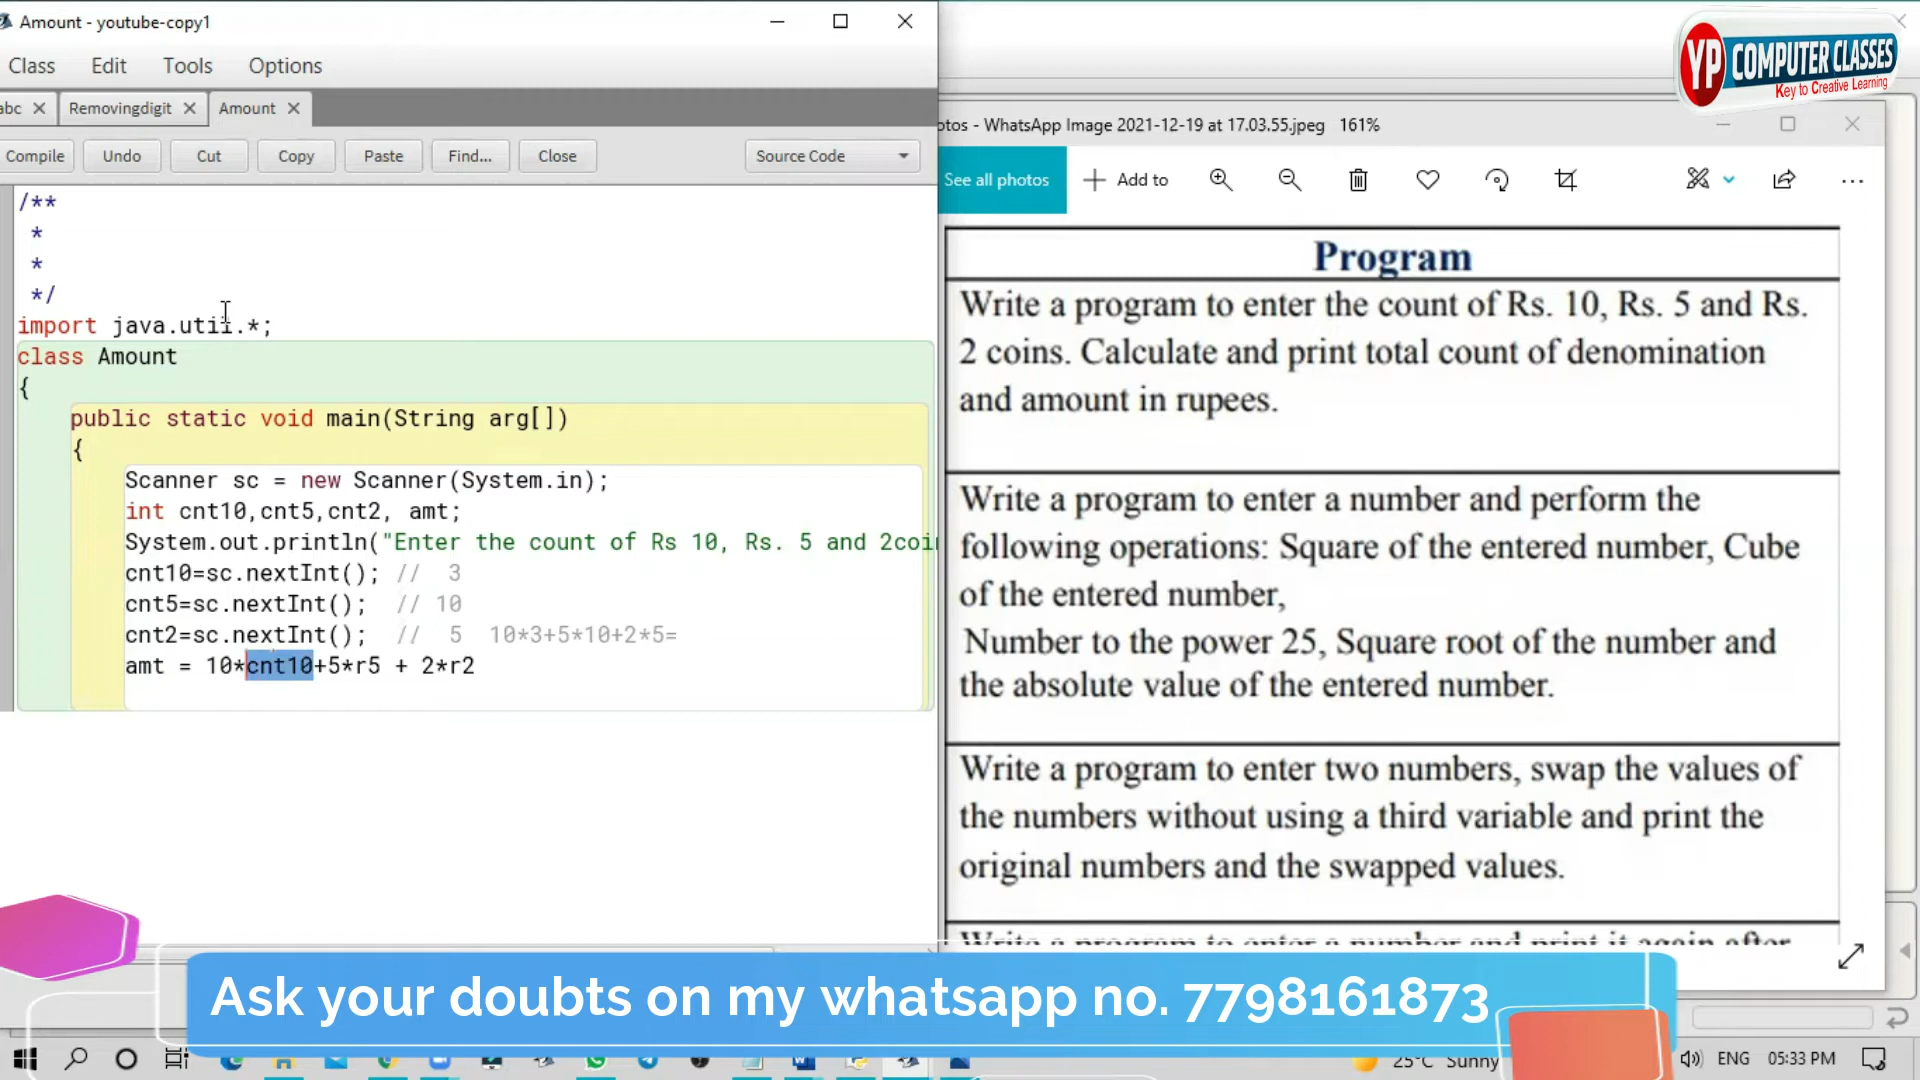 Amount - youtube-copy1
Class Edit Tools Options
abc Removingdigit Amount
Compile Undo Cut Copy Paste Find... Close Source Code
/**
*
*
*/
import java.util.*;
class Amount
{
public static void main(String arg[])
{
Scanner sc = new Scanner(System.in);
int cnt10,cnt5,cnt2, amt;
System.out.println("Enter the count of Rs 10, Rs. 5 and 2coi
cnt10=sc.nextInt(); // 3
cnt5=sc.nextInt(); // 10
cnt2=sc.nextInt(); // 5 10*3+5*10+2*5=
amt = 10*cnt10+5*r5 + 2*r2
YP COMPUTER CLASSES
Key to Creative Learning
otos - WhatsApp Image 2021-12-19 at 17.03.55.jpeg 161%
See all photos Add to
Program
Write a program to enter the count of Rs. 10, Rs. 5 and Rs.
2 coins. Calculate and print total count of denomination
and amount in rupees.
Write a program to enter a number and perform the
following operations: Square of the entered number, Cube
of the entered number,
Number to the power 25, Square root of the number and
the absolute value of the entered number.
Write a program to enter two numbers, swap the values of
the numbers without using a third variable and print the
original numbers and the swapped values.
Write a program to enter a number and print it again after
Ask your doubts on my whatsapp no. 7798161873
25°C Sunny ENG 05:33 PM